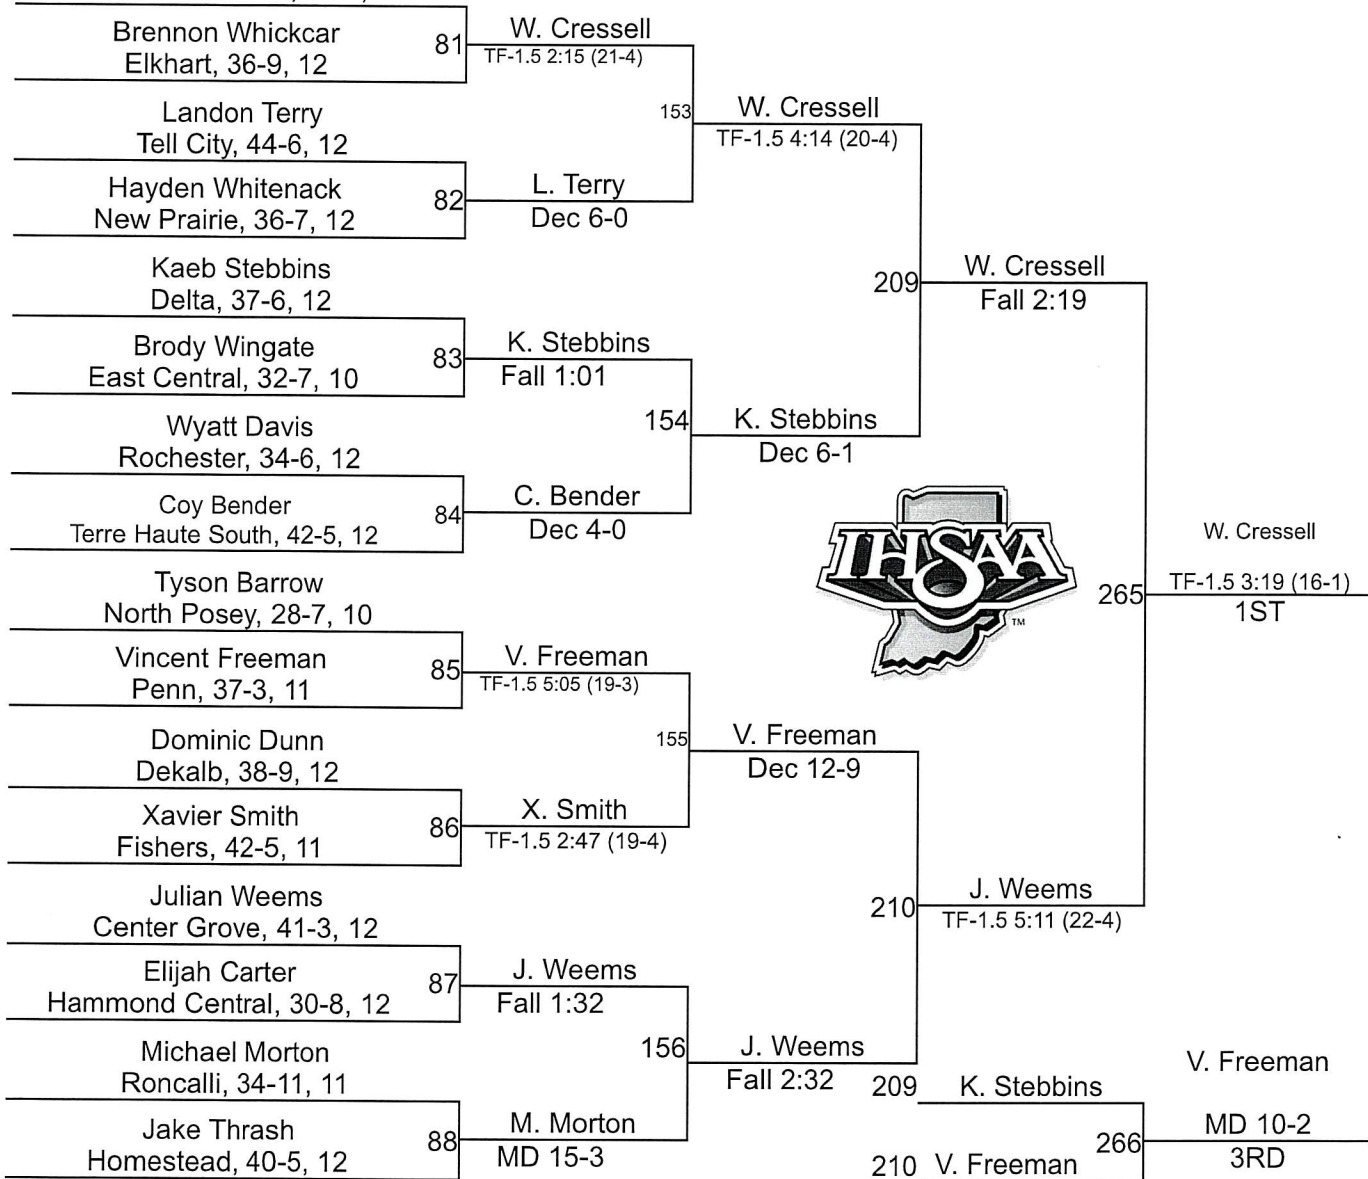 Brennon Whickcar
Elkhart, 36-9, 12
81
W. Cressell
TF-1.5 2:15 (21-4)
Landon Terry
Tell City, 44-6, 12
153
W. Cressell
TF-1.5 4:14 (20-4)
Hayden Whitenack
New Prairie, 36-7, 12
82
L. Terry
Dec 6-0
Kaeb Stebbins
Delta, 37-6, 12
209
W. Cressell
Fall 2:19
Brody Wingate
East Central, 32-7, 10
83
K. Stebbins
Fall 1:01
Wyatt Davis
Rochester, 34-6, 12
154
K. Stebbins
Dec 6-1
Coy Bender
Terre Haute South, 42-5, 12
84
C. Bender
Dec 4-0
IHSAA
TM
W. Cressell
265
TF-1.5 3:19 (16-1)
1ST
Tyson Barrow
North Posey, 28-7, 10
Vincent Freeman
Penn, 37-3, 11
85
V. Freeman
TF-1.5 5:05 (19-3)
Dominic Dunn
Dekalb, 38-9, 12
155
V. Freeman
Dec 12-9
Xavier Smith
Fishers, 42-5, 11
86
X. Smith
TF-1.5 2:47 (19-4)
Julian Weems
Center Grove, 41-3, 12
210
J. Weems
TF-1.5 5:11 (22-4)
Elijah Carter
Hammond Central, 30-8, 12
87
J. Weems
Fall 1:32
Michael Morton
Roncalli, 34-11, 11
156
J. Weems
Fall 2:32
Jake Thrash
Homestead, 40-5, 12
88
M. Morton
MD 15-3
209
K. Stebbins
V. Freeman
266
MD 10-2
3RD
210
V. Freeman